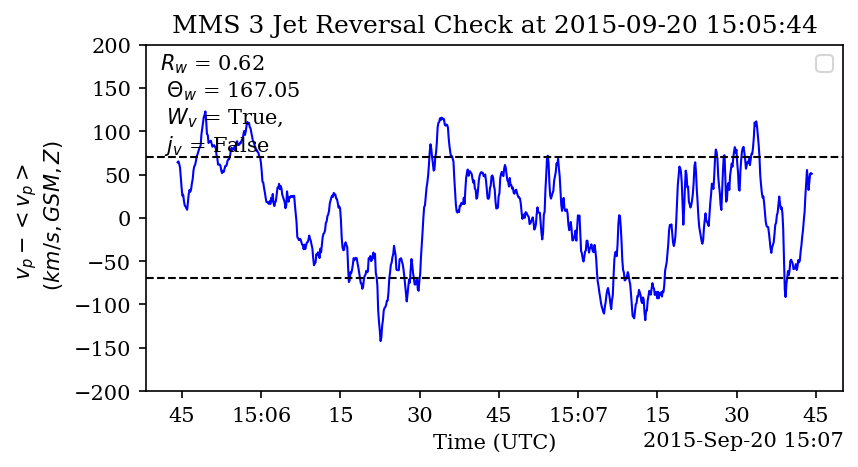 MMS 3 Jet Reversal Check at 2015-09-20 15:05:44
R_w = 0.62
Θ_w = 167.05
W_v = True,
j_v = False
200
150
100
50
0
−50
−100
−150
−200
v_p − < v_p >
(km/s, GSM, Z)
45 15:06 15 30 45 15:07 15 30 45
Time (UTC)
2015-Sep-20 15:07